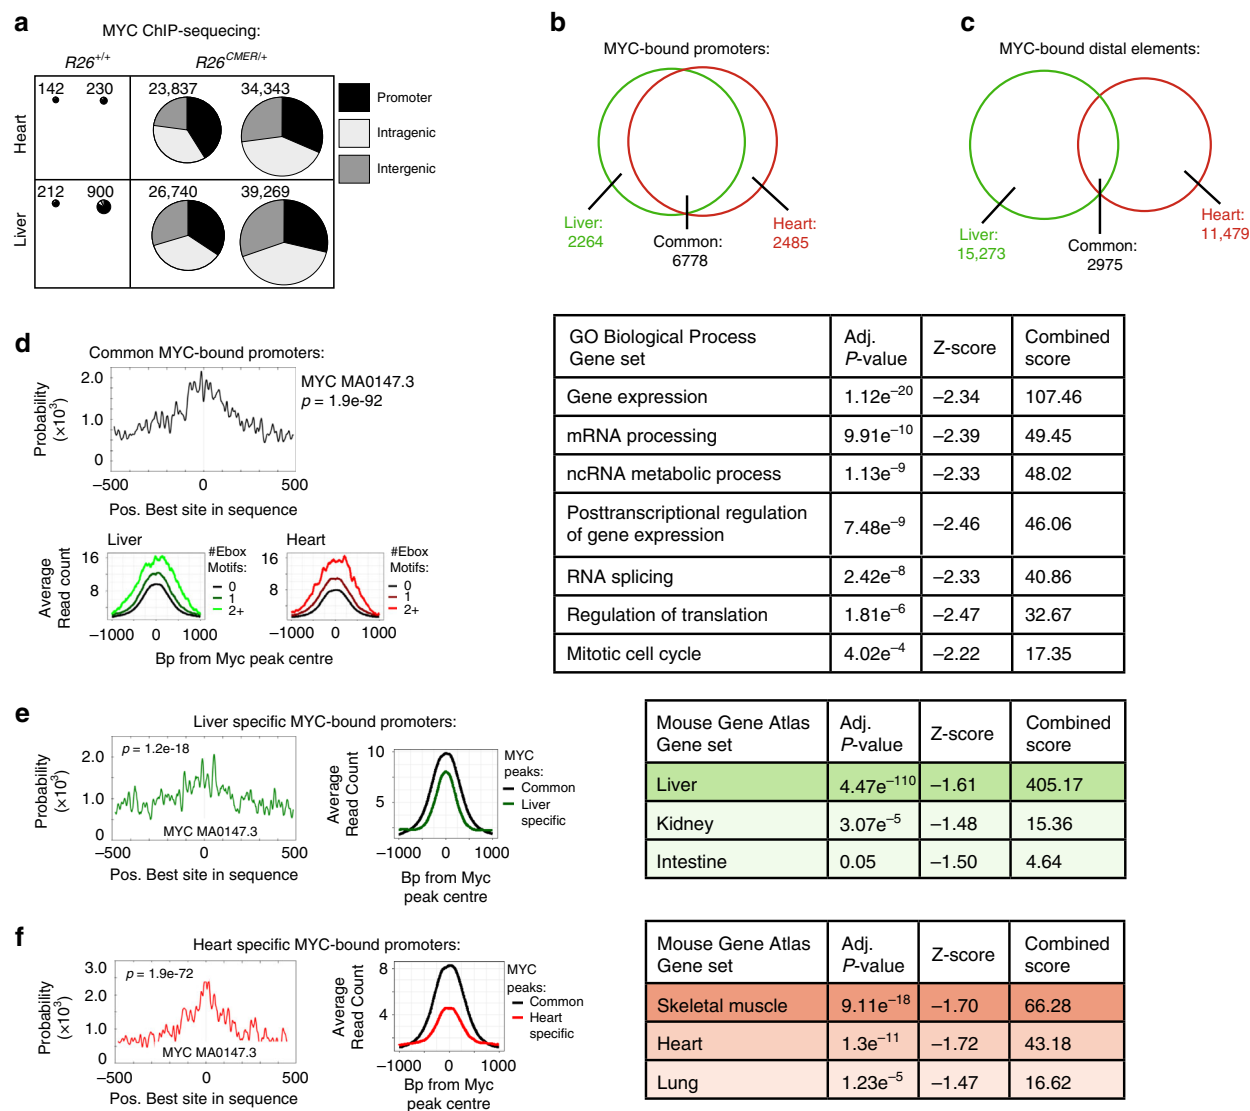 a
MYC ChIP-sequecing:
R26+/+
R26CMER/+
Heart
142
230
23,837
34,343
Promoter
Intragenic
Intergenic
Liver
212
900
26,740
39,269
b
MYC-bound promoters:
Liver:
2264
Common:
6778
Heart:
2485
c
MYC-bound distal elements:
Liver:
15,273
Common:
2975
Heart:
11,479
d
Common MYC-bound promoters:
Probability
(×10³)
2.0
1.0
0
−500
0
500
Pos. Best site in sequence
MYC MA0147.3
p = 1.9e-92
Liver
Average
Read count
16
8
−1000
0
1000
#Ebox
Motifs:
0
1
2+
Heart
16
8
−1000
0
1000
#Ebox
Motifs:
0
1
2+
Bp from Myc peak centre
GO Biological Process
Gene set
Adj.
P-value
Z-score
Combined
score
Gene expression
1.12e⁻²⁰
−2.34
107.46
mRNA processing
9.91e⁻¹⁰
−2.39
49.45
ncRNA metabolic process
1.13e⁻⁹
−2.33
48.02
Posttranscriptional regulation
of gene expression
7.48e⁻⁹
−2.46
46.06
RNA splicing
2.42e⁻⁸
−2.33
40.86
Regulation of translation
1.81e⁻⁶
−2.47
32.67
Mitotic cell cycle
4.02e⁻⁴
−2.22
17.35
e
Liver specific MYC-bound promoters:
Probability
(×10³)
2.0
1.0
0
p = 1.2e-18
MYC MA0147.3
−500
0
500
Pos. Best site in sequence
Average
Read Count
10
5
−1000
0
1000
Bp from Myc
peak centre
MYC
peaks:
Common
Liver
specific
Mouse Gene Atlas
Gene set
Adj.
P-value
Z-score
Combined
score
Liver
4.47e⁻¹¹⁰
−1.61
405.17
Kidney
3.07e⁻⁵
−1.48
15.36
Intestine
0.05
−1.50
4.64
f
Heart specific MYC-bound promoters:
Probability
(×10³)
3.0
2.0
1.0
0
p = 1.9e-72
MYC MA0147.3
−500
0
500
Pos. Best site in sequence
Average
Read Count
8
4
−1000
0
1000
Bp from Myc
peak centre
MYC
peaks:
Common
Heart
specific
Mouse Gene Atlas
Gene set
Adj.
P-value
Z-score
Combined
score
Skeletal muscle
9.11e⁻¹⁸
−1.70
66.28
Heart
1.3e⁻¹¹
−1.72
43.18
Lung
1.23e⁻⁵
−1.47
16.62